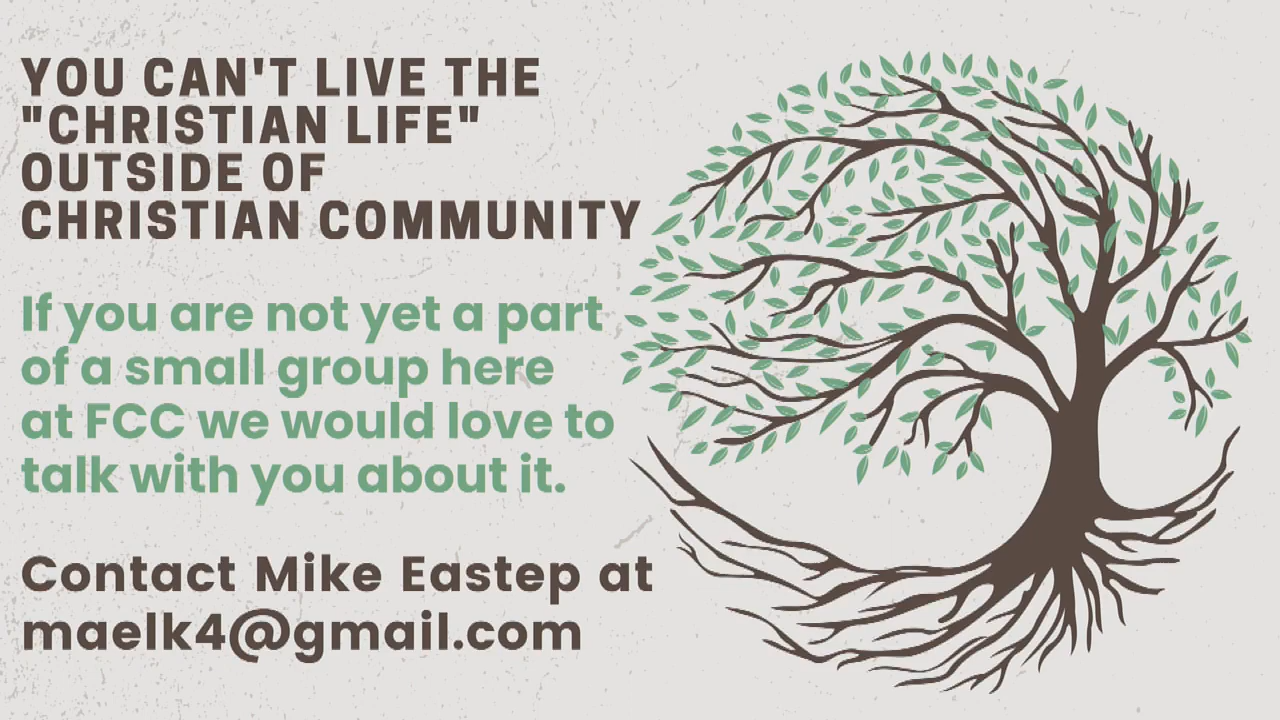 YOU CAN'T LIVE THE
"CHRISTIAN LIFE"
OUTSIDE OF
CHRISTIAN COMMUNITY
If you are not yet a part
of a small group here
at FCC we would love to
talk with you about it.
Contact Mike Eastep at
maelk4@gmail.com